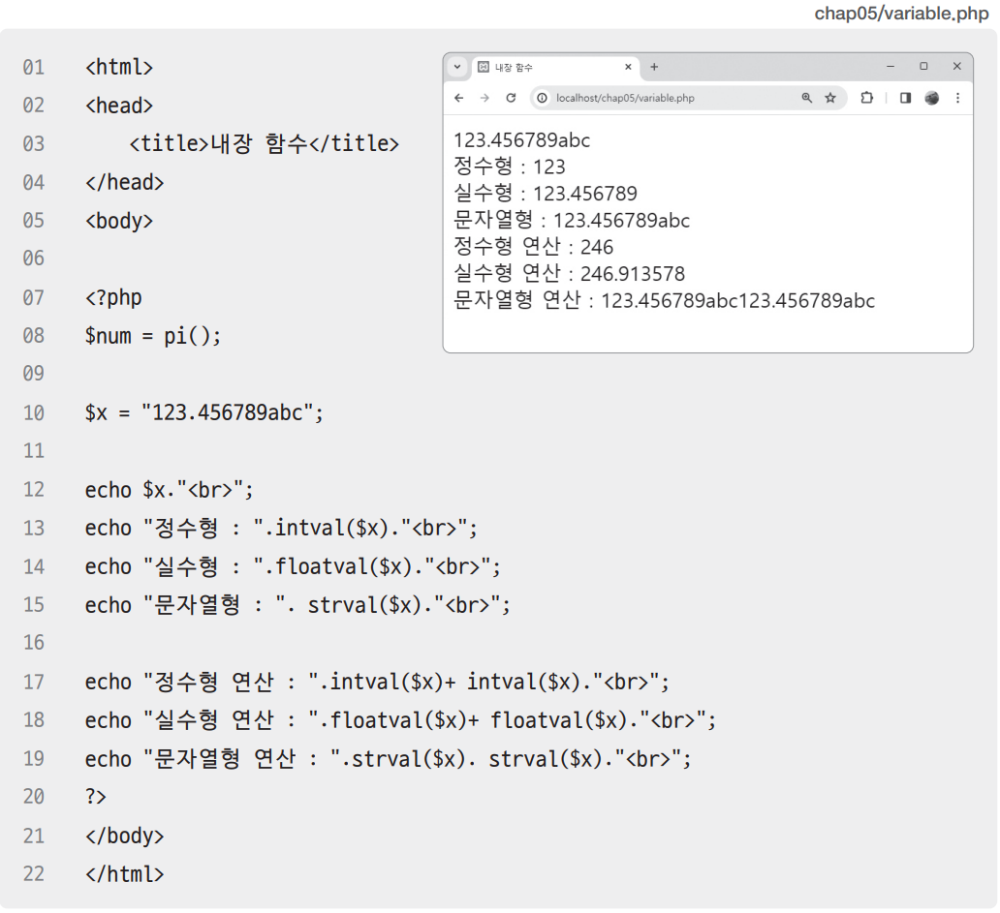 chap05/variable.php
01 <html>
02 <head>
03 <title>내장 함수</title>
04 </head>
05 <body>
06
07 <?php
08 $num = pi();
09
10 $x = "123.456789abc";
11
12 echo $x."<br>";
13 echo "정수형 : ".intval($x)."<br>";
14 echo "실수형 : ".floatval($x)."<br>";
15 echo "문자열형 : ". strval($x)."<br>";
16
17 echo "정수형 연산 : ".intval($x)+ intval($x)."<br>";
18 echo "실수형 연산 : ".floatval($x)+ floatval($x)."<br>";
19 echo "문자열형 연산 : ".strval($x). strval($x)."<br>";
20 ?>
21 </body>
22 </html>
내장 함수
localhost/chap05/variable.php
123.456789abc
정수형 : 123
실수형 : 123.456789
문자열형 : 123.456789abc
정수형 연산 : 246
실수형 연산 : 246.913578
문자열형 연산 : 123.456789abc123.456789abc